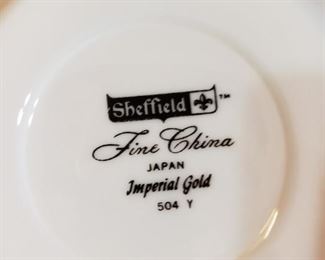 Sheffield ™
Fine China
JAPAN
Imperial Gold
504 Y